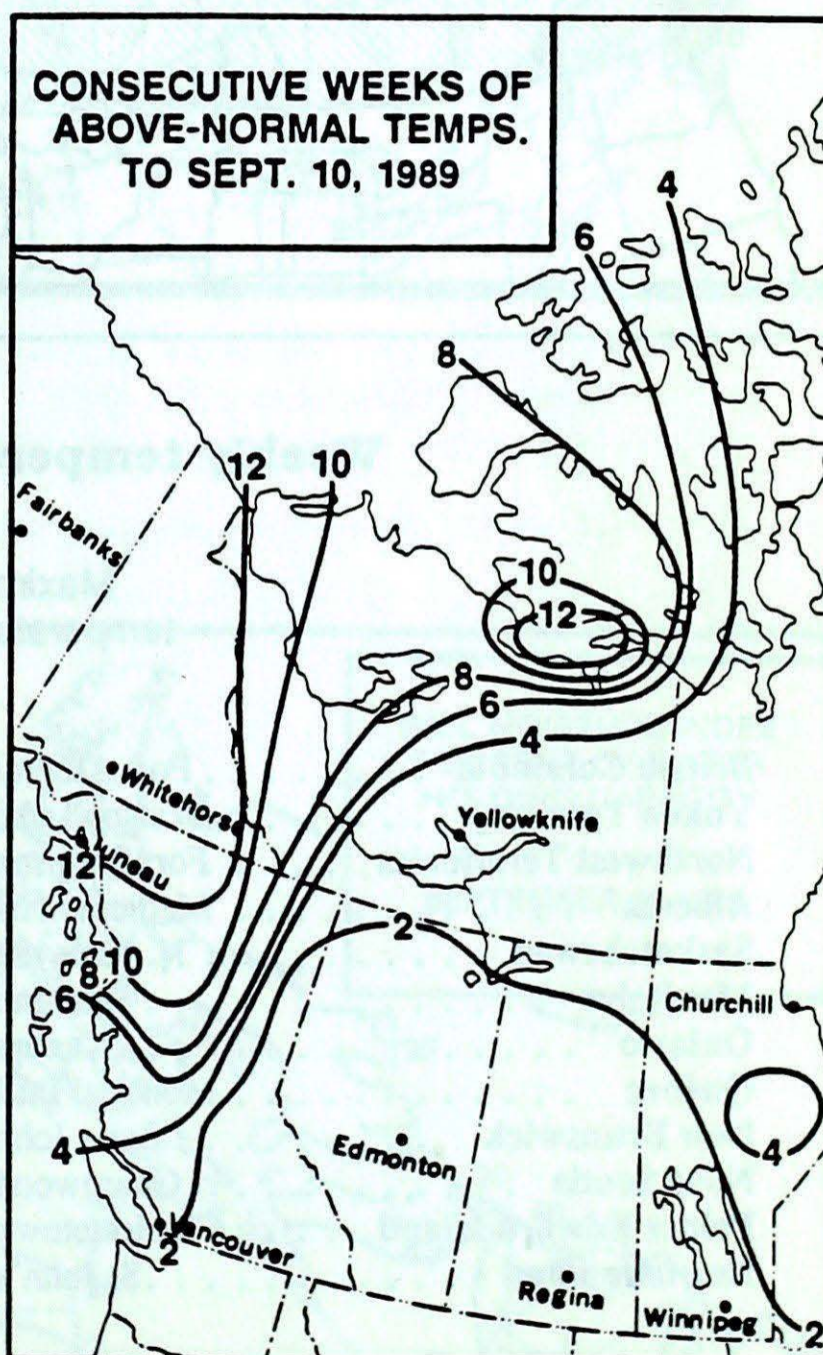 CONSECUTIVE WEEKS OF
ABOVE-NORMAL TEMPS.
TO SEPT. 10, 1989
4
6
8
12
10
Fairbanks
10
12
8
6
4
Whitehorse
Yellowknife
Juneau
12
2
10
8
6
Churchill
4
4
Edmonton
Vancouver
2
Regina
Winnipeg
2